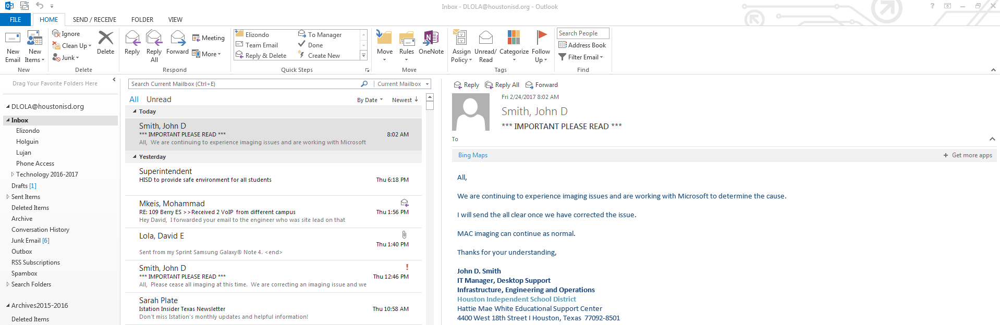 Inbox - DLOLA@houstonisd.org - Outlook
FILE HOME SEND / RECEIVE FOLDER VIEW
New Email
New Items
New
Ignore
Clean Up
Junk
Delete
Delete
Reply
Reply All
Forward
Meeting
More
Respond
Elizondo
Team Email
Reply & Delete
To Manager
Done
Create New
Quick Steps
Move
Rules
OneNote
Move
Assign Policy
Unread/ Read
Categorize
Follow Up
Tags
Search People
Address Book
Filter Email
Find
Drag Your Favorite Folders Here
DLOLA@houstonisd.org
Inbox
Elizondo
Holguin
Lujan
Phone Access
Technology 2016-2017
Drafts [1]
Sent Items
Deleted Items
Archive
Conversation History
Junk Email [6]
Outbox
RSS Subscriptions
Spambox
Search Folders
Archives2015-2016
Deleted Items
Search Current Mailbox (Ctrl+E)
Current Mailbox
All Unread
By Date Newest
Today
Smith, John D
*** IMPORTANT PLEASE READ *** 8:02 AM
All, We are continuing to experience imaging issues and are working with Microsoft
Yesterday
Superintendent
HISD to provide safe environment for all students Thu 6:18 PM
Mkeis, Mohammad
RE: 109 Berry ES >>Received 2 VoIP from different campus Thu 1:56 PM
Hey David, I forwarded your email to the engineer who was site lead on that
Lola, David E
Thu 1:40 PM
Sent from my Sprint Samsung Galaxy® Note 4. <end>
Smith, John D !
*** IMPORTANT PLEASE READ *** Thu 12:46 PM
All, Please cease all imaging at this time. We are correcting an imaging issue and we
Sarah Plate
Istation Insider Texas Newsletter Thu 10:58 AM
Don't miss Istation's monthly updates and helpful information!
Reply Reply All Forward
Fri 2/24/2017 8:02 AM
Smith, John D
*** IMPORTANT PLEASE READ ***
To
Bing Maps + Get more apps
All,
We are continuing to experience imaging issues and are working with Microsoft to determine the cause.
I will send the all clear once we have corrected the issue.
MAC imaging can continue as normal.
Thanks for your understanding,
John D. Smith
IT Manager, Desktop Support
Infrastructure, Engineering and Operations
Houston Independent School District
Hattie Mae White Educational Support Center
4400 West 18th Street I Houston, Texas 77092-8501